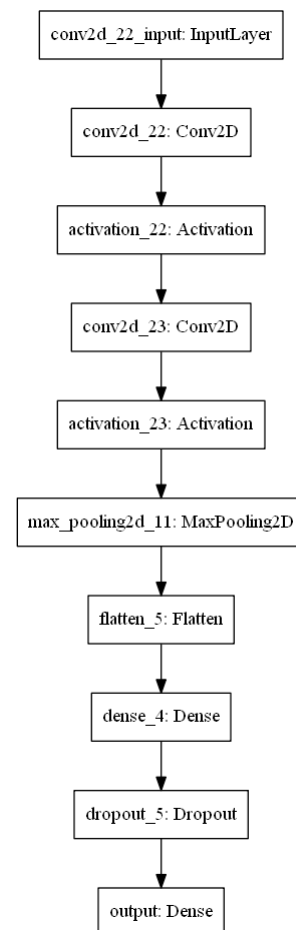 conv2d_22_input: InputLayer
conv2d_22: Conv2D
activation_22: Activation
conv2d_23: Conv2D
activation_23: Activation
max_pooling2d_11: MaxPooling2D
flatten_5: Flatten
dense_4: Dense
dropout_5: Dropout
output: Dense